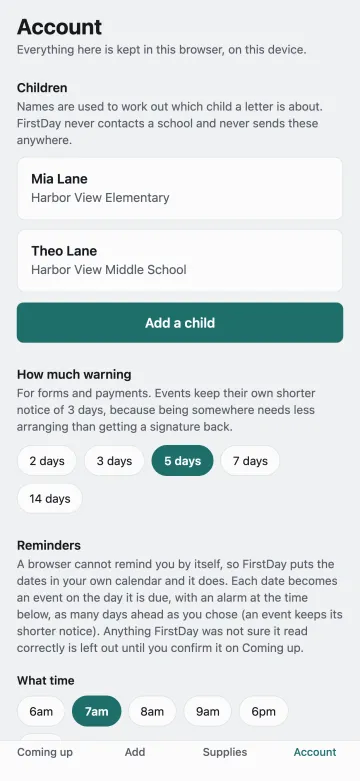 Account
Everything here is kept in this browser, on this device.
Children
Names are used to work out which child a letter is about.
FirstDay never contacts a school and never sends these
anywhere.
Mia Lane
Harbor View Elementary
Theo Lane
Harbor View Middle School
Add a child
How much warning
For forms and payments. Events keep their own shorter
notice of 3 days, because being somewhere needs less
arranging than getting a signature back.
2 days 3 days 5 days 7 days
14 days
Reminders
A browser cannot remind you by itself, so FirstDay puts the
dates in your own calendar and it does. Each date becomes
an event on the day it is due, with an alarm at the time
below, as many days ahead as you chose (an event keeps its
shorter notice). Anything FirstDay was not sure it read
correctly is left out until you confirm it on Coming up.
What time
6am 7am 8am 9am 6pm
Coming up Add Supplies Account